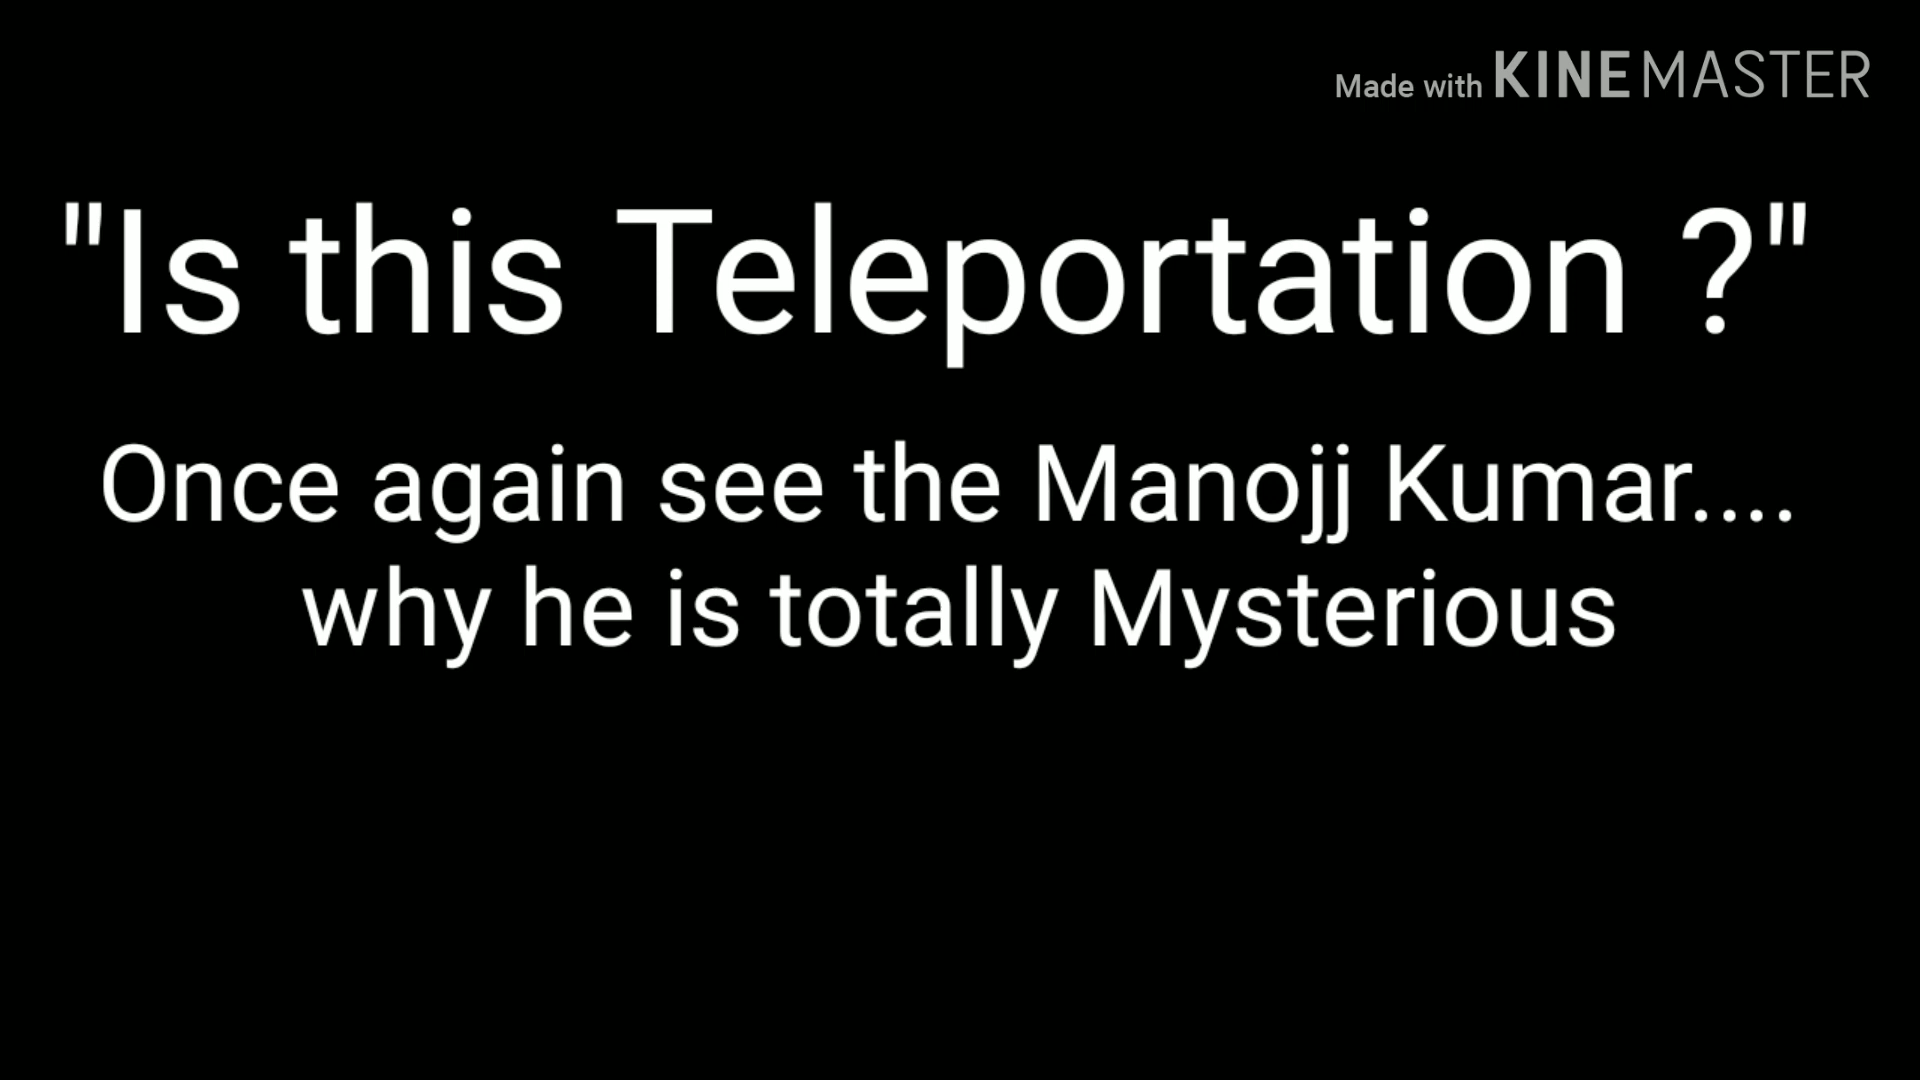 Made with KINEMASTER
"Is this Teleportation ?"
Once again see the Manojj Kumar....
why he is totally Mysterious